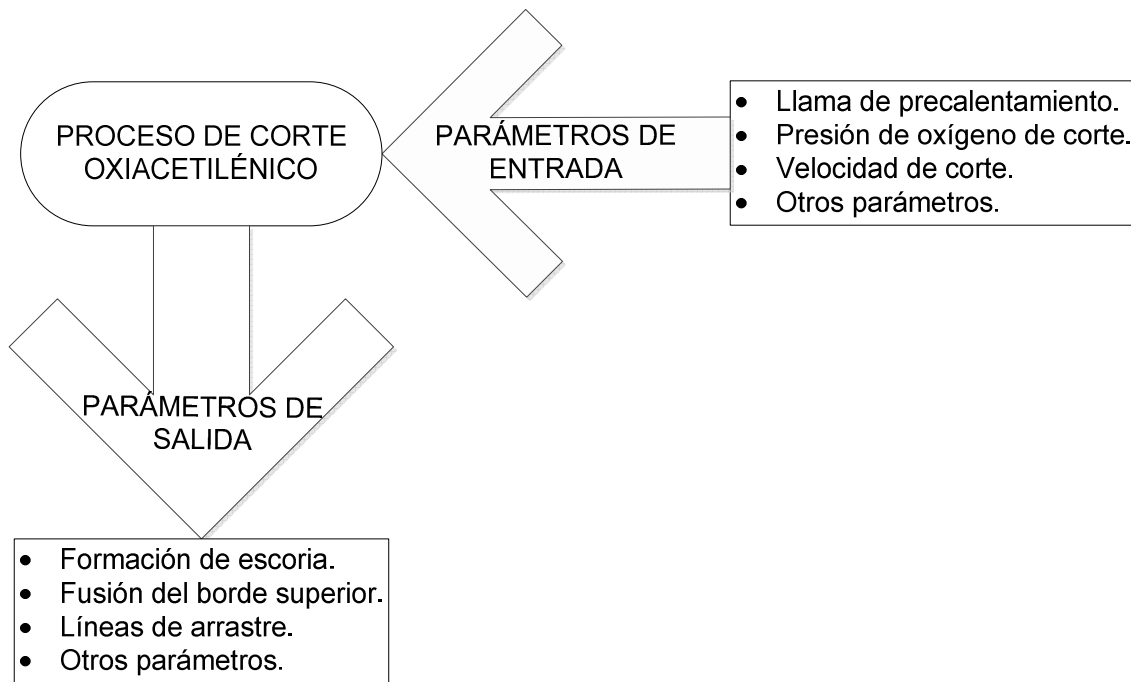 PROCESO DE CORTE
OXIACETILÉNICO
PARÁMETROS DE
ENTRADA
• Llama de precalentamiento.
• Presión de oxígeno de corte.
• Velocidad de corte.
• Otros parámetros.
PARÁMETROS DE
SALIDA
• Formación de escoria.
• Fusión del borde superior.
• Líneas de arrastre.
• Otros parámetros.